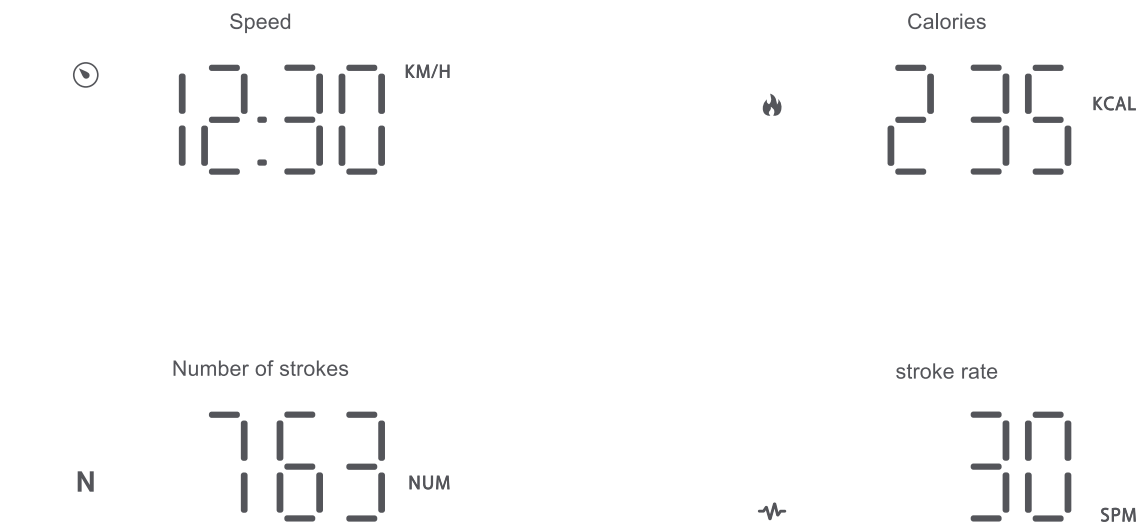 Speed
12:30 KM/H
Calories
235 KCAL
Number of strokes
N 763 NUM
stroke rate
30 SPM